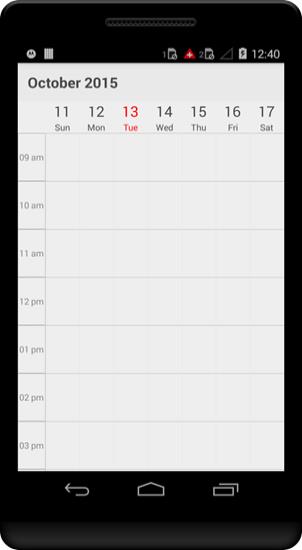 1 2 12:40
October 2015
11 12 13 14 15 16 17
Sun Mon Tue Wed Thu Fri Sat
09 am
10 am
11 am
12 pm
01 pm
02 pm
03 pm